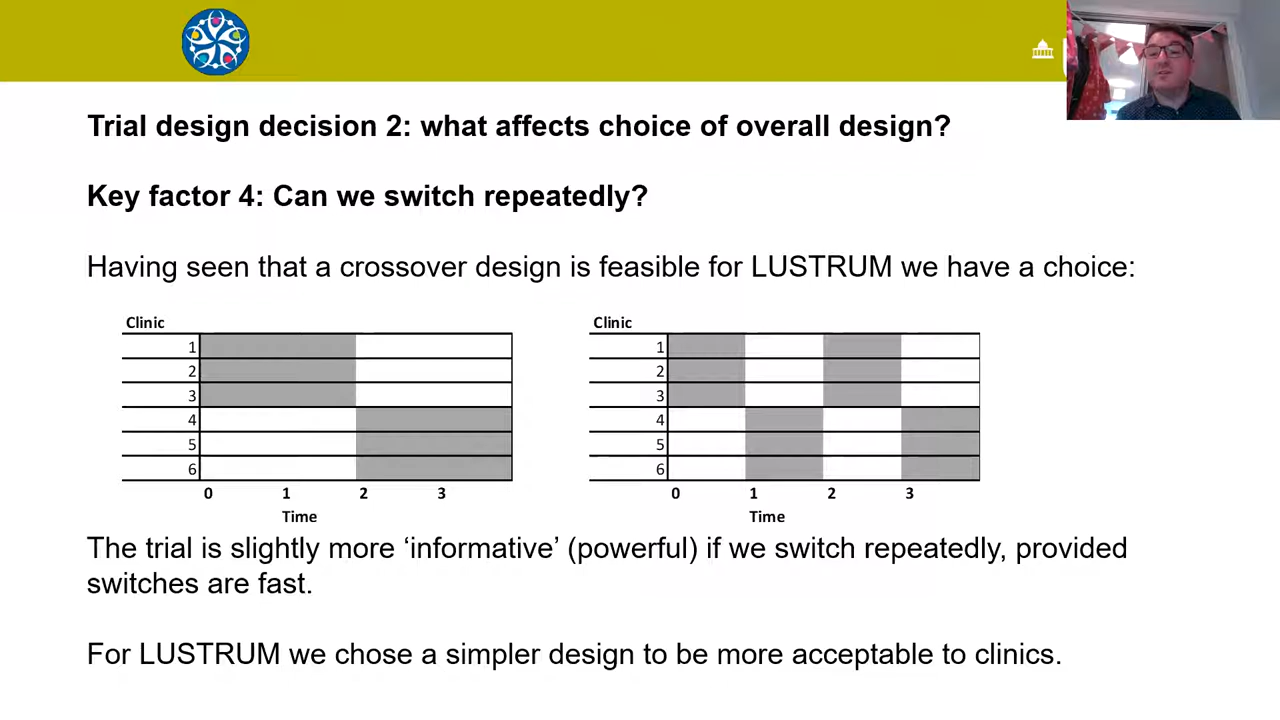 Trial design decision 2: what affects choice of overall design?
Key factor 4: Can we switch repeatedly?
Having seen that a crossover design is feasible for LUSTRUM we have a choice:
Clinic
1
2
3
4
5
6
0 1 2 3
Time
Clinic
1
2
3
4
5
6
0 1 2 3
Time
The trial is slightly more ‘informative’ (powerful) if we switch repeatedly, provided
switches are fast.
For LUSTRUM we chose a simpler design to be more acceptable to clinics.